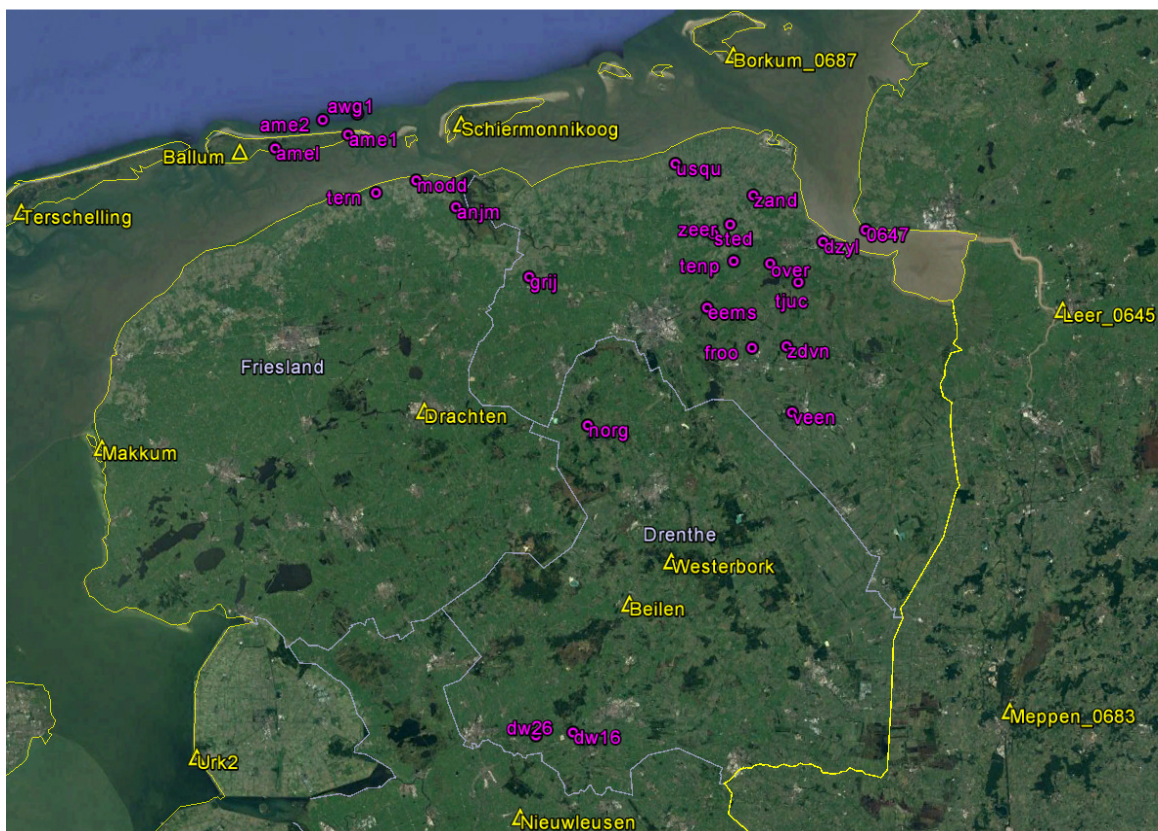 Borkum_0687
awg1
ame2
Schiermonnikoog
ame1
amel
Ballum_
usqu
modd
tern
zand
anjm
Terschelling
zeer
0647
sted
dzyl
tenp
over
grij
tjuc
eems
Leer_0645
froo
zdvn
Friesland
Drachten
veen
norg
Makkum
Drenthe
Westerbork
Beilen
Meppen_0683
dw26
dw16
Urk2
Nieuwleusen